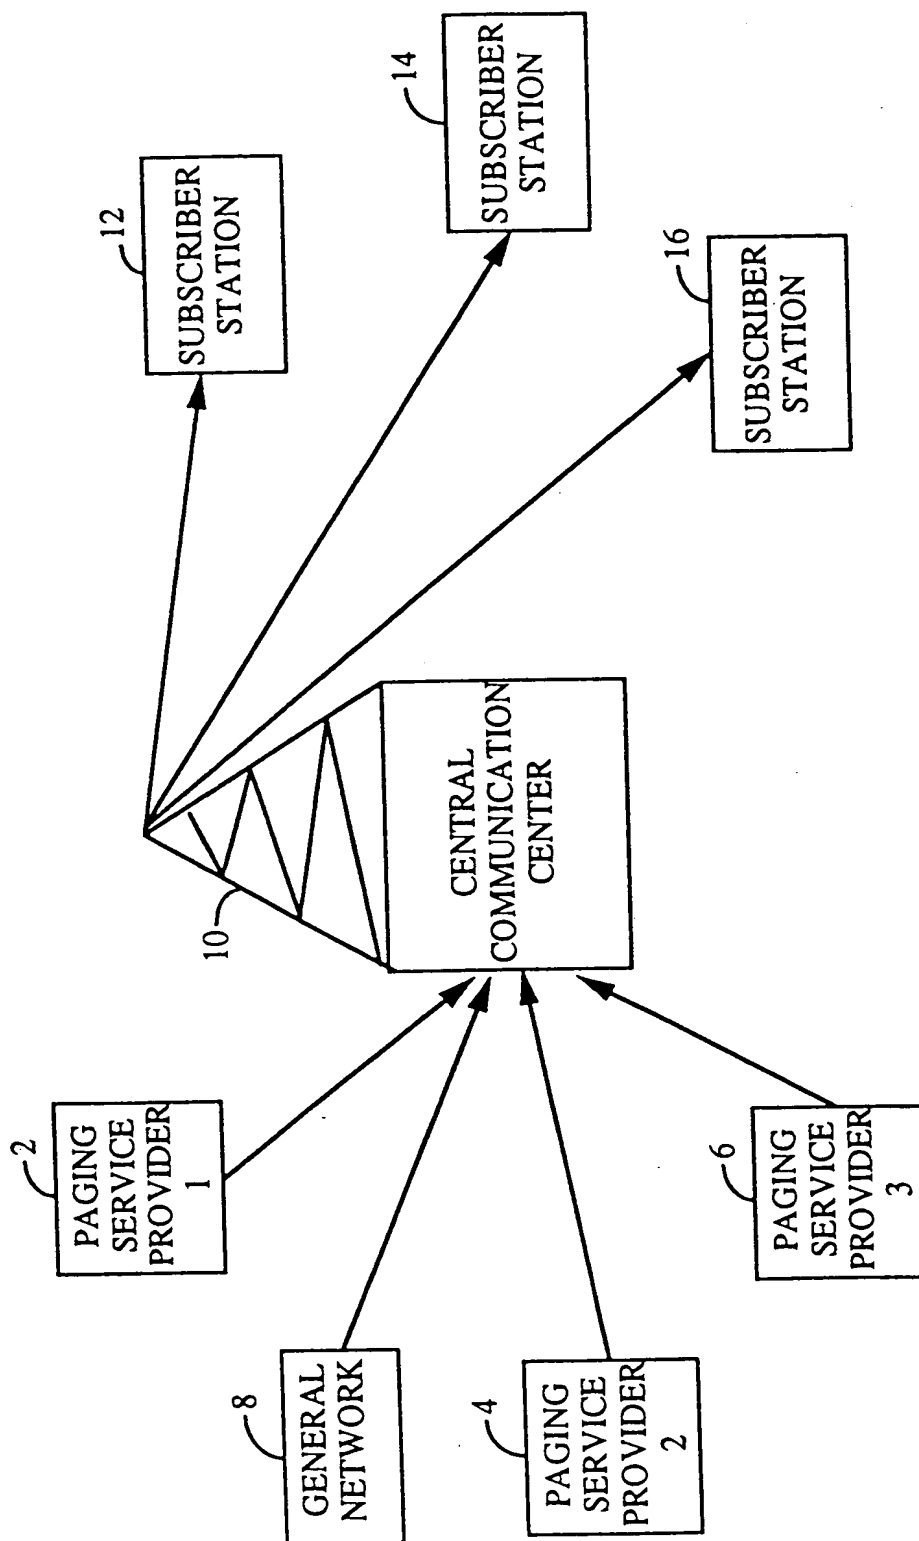 2
PAGING
SERVICE
PROVIDER
1
8
GENERAL
NETWORK
4
PAGING
SERVICE
PROVIDER
2
6
PAGING
SERVICE
PROVIDER
3
10
CENTRAL
COMMUNICATION
CENTER
12
SUBSCRIBER
STATION
14
SUBSCRIBER
STATION
16
SUBSCRIBER
STATION